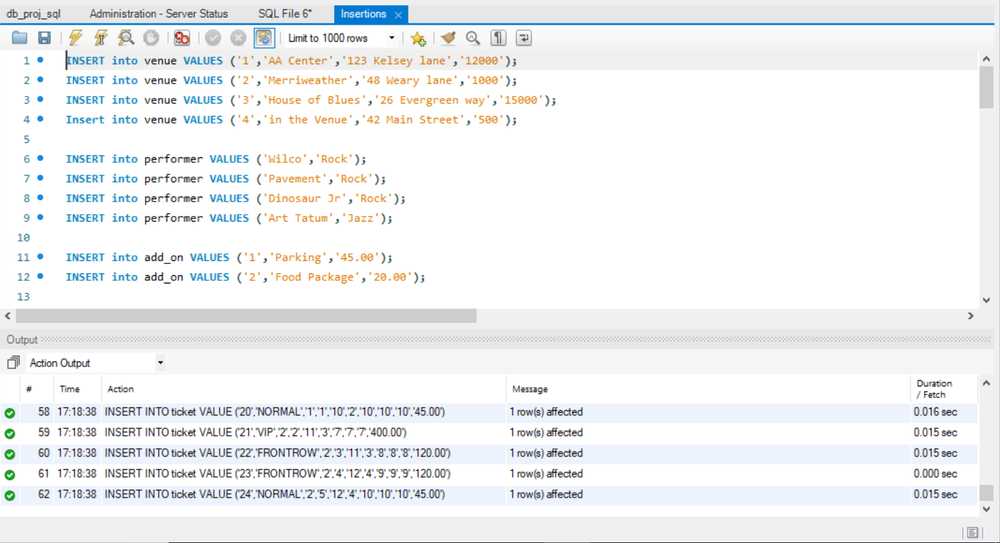 db_proj_sql Administration - Server Status SQL File 6* Insertions
Limit to 1000 rows
1 INSERT into venue VALUES ('1','AA Center','123 Kelsey lane','12000');
2 INSERT into venue VALUES ('2','Merriweather','48 Weary lane','1000');
3 INSERT into venue VALUES ('3','House of Blues','26 Evergreen way','15000');
4 Insert into venue VALUES ('4','in the Venue','42 Main Street','500');
5
6 INSERT into performer VALUES ('Wilco','Rock');
7 INSERT into performer VALUES ('Pavement','Rock');
8 INSERT into performer VALUES ('Dinosaur Jr','Rock');
9 INSERT into performer VALUES ('Art Tatum','Jazz');
10
11 INSERT into add_on VALUES ('1','Parking','45.00');
12 INSERT into add_on VALUES ('2','Food Package','20.00');
13
Output
Action Output
# Time Action Message Duration / Fetch
58 17:18:38 INSERT INTO ticket VALUE ('20','NORMAL','1','1','10','2','10','10','10','45.00') 1 row(s) affected 0.016 sec
59 17:18:38 INSERT INTO ticket VALUE ('21','VIP','2','2','11','3','7','7','7','400.00') 1 row(s) affected 0.015 sec
60 17:18:38 INSERT INTO ticket VALUE ('22','FRONTROW','2','3','11','3','8','8','8','120.00') 1 row(s) affected 0.015 sec
61 17:18:38 INSERT INTO ticket VALUE ('23','FRONTROW','2','4','12','4','9','9','9','120.00') 1 row(s) affected 0.000 sec
62 17:18:38 INSERT INTO ticket VALUE ('24','NORMAL','2','5','12','4','10','10','10','45.00') 1 row(s) affected 0.015 sec